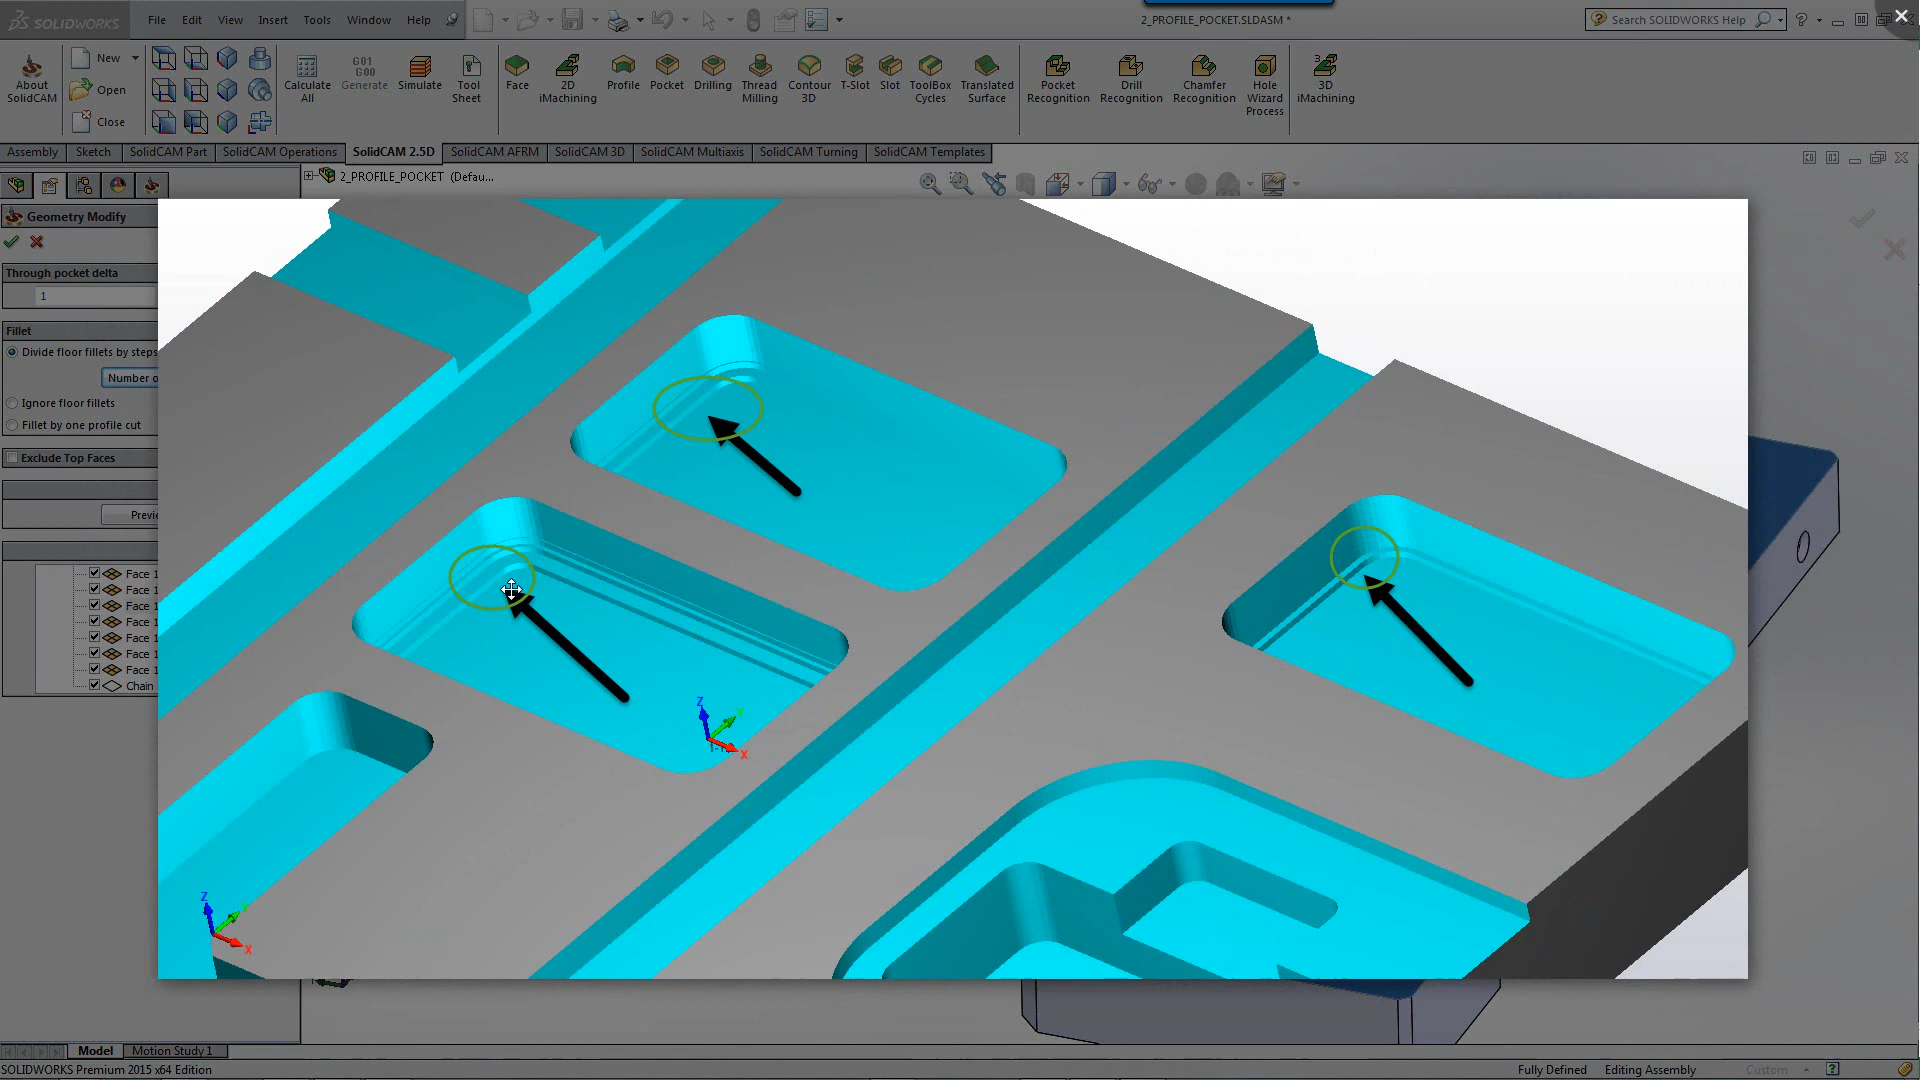 SOLIDWORKS File Edit View Insert Tools Window Help 2_PROFILE_POCKET.SLDASM * Search SOLIDWORKS Help
About SolidCAM
New
Open
Close
Calculate All
G01 G00 Generate
Simulate
Tool Sheet
Face
2D iMachining
Profile
Pocket
Drilling
Thread Milling
Contour 3D
T-Slot
Slot
ToolBox Cycles
Translated Surface
Pocket Recognition
Drill Recognition
Chamfer Recognition
Hole Wizard Process
3D iMachining
Assembly Sketch SolidCAM Part SolidCAM Operations SolidCAM 2.5D SolidCAM AFRM SolidCAM 3D SolidCAM Multiaxis SolidCAM Turning SolidCAM Templates
2_PROFILE_POCKET (Defau...
Geometry Modify
Through pocket delta
1
Fillet
Divide floor fillets by steps
Number
Ignore floor fillets
Fillet by one profile cut
Exclude Top Faces
Face 1
Face 1
Face 1
Face 1
Face 1
Face 1
Face 1
Chain
Z
Y
X
Z
Y
X
Model Motion Study 1
SOLIDWORKS Premium 2015 x64 Edition Fully Defined Editing Assembly Custom